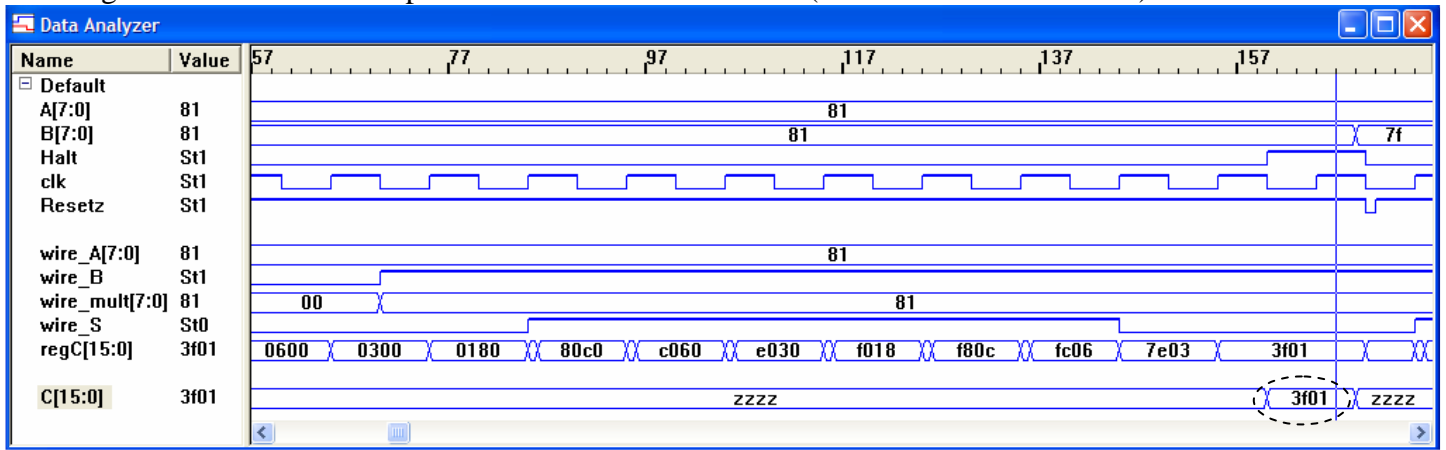 Data Analyzer
Name Value 57 77 97 117 137 157
Default
A[7:0] 81 81
B[7:0] 81 81 7f
Halt St1
clk St1
Resetz St1
wire_A[7:0] 81 81
wire_B St1
wire_mult[7:0] 81 00 81
wire_S St0
regC[15:0] 3f01 0600 0300 0180 80c0 c060 e030 f018 f80c fc06 7e03 3f01
C[15:0] 3f01 zzzz 3f01 zzzz